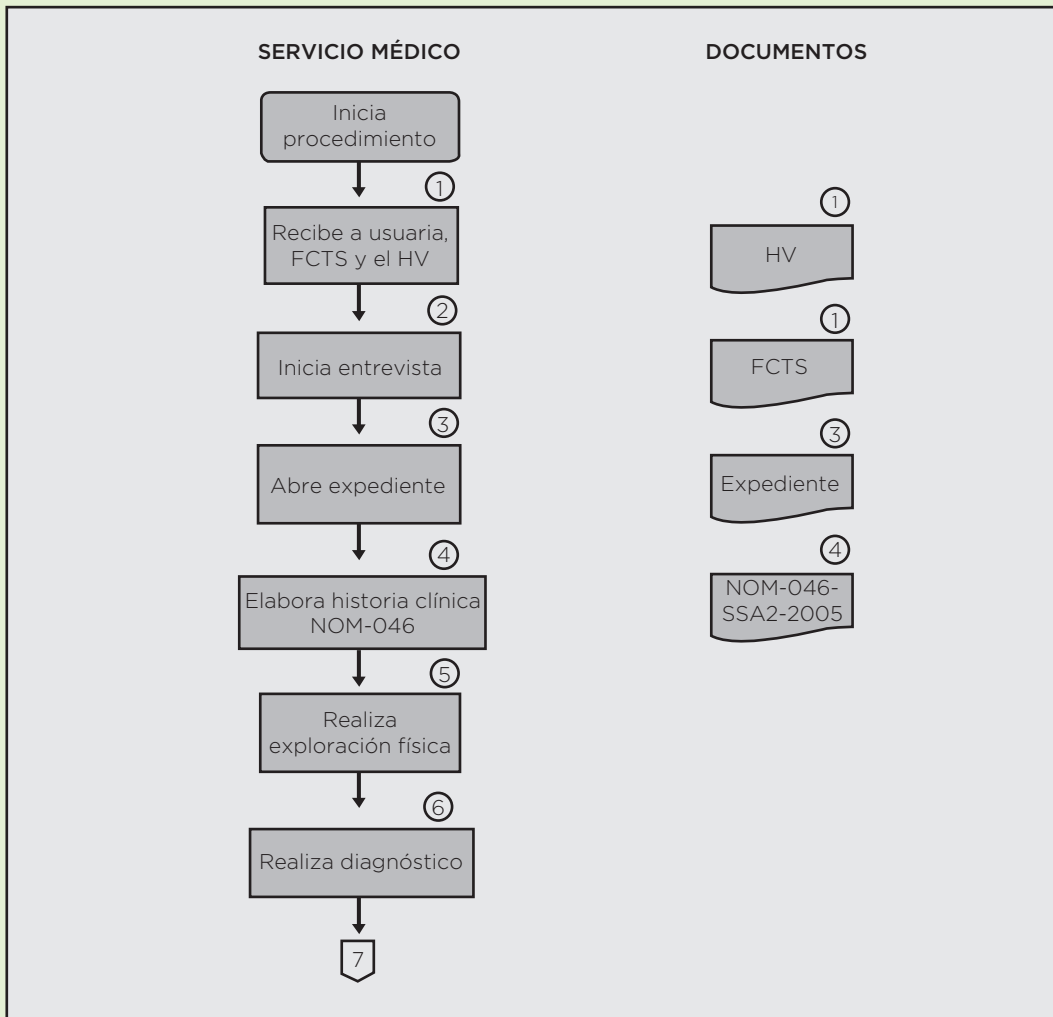 SERVICIO MÉDICO
Inicia
procedimiento
1
Recibe a usuaria,
FCTS y el HV
2
Inicia entrevista
3
Abre expediente
4
Elabora historia clínica
NOM-046
5
Realiza
exploración física
6
Realiza diagnóstico
7
DOCUMENTOS
1
HV
1
FCTS
3
Expediente
4
NOM-046-
SSA2-2005